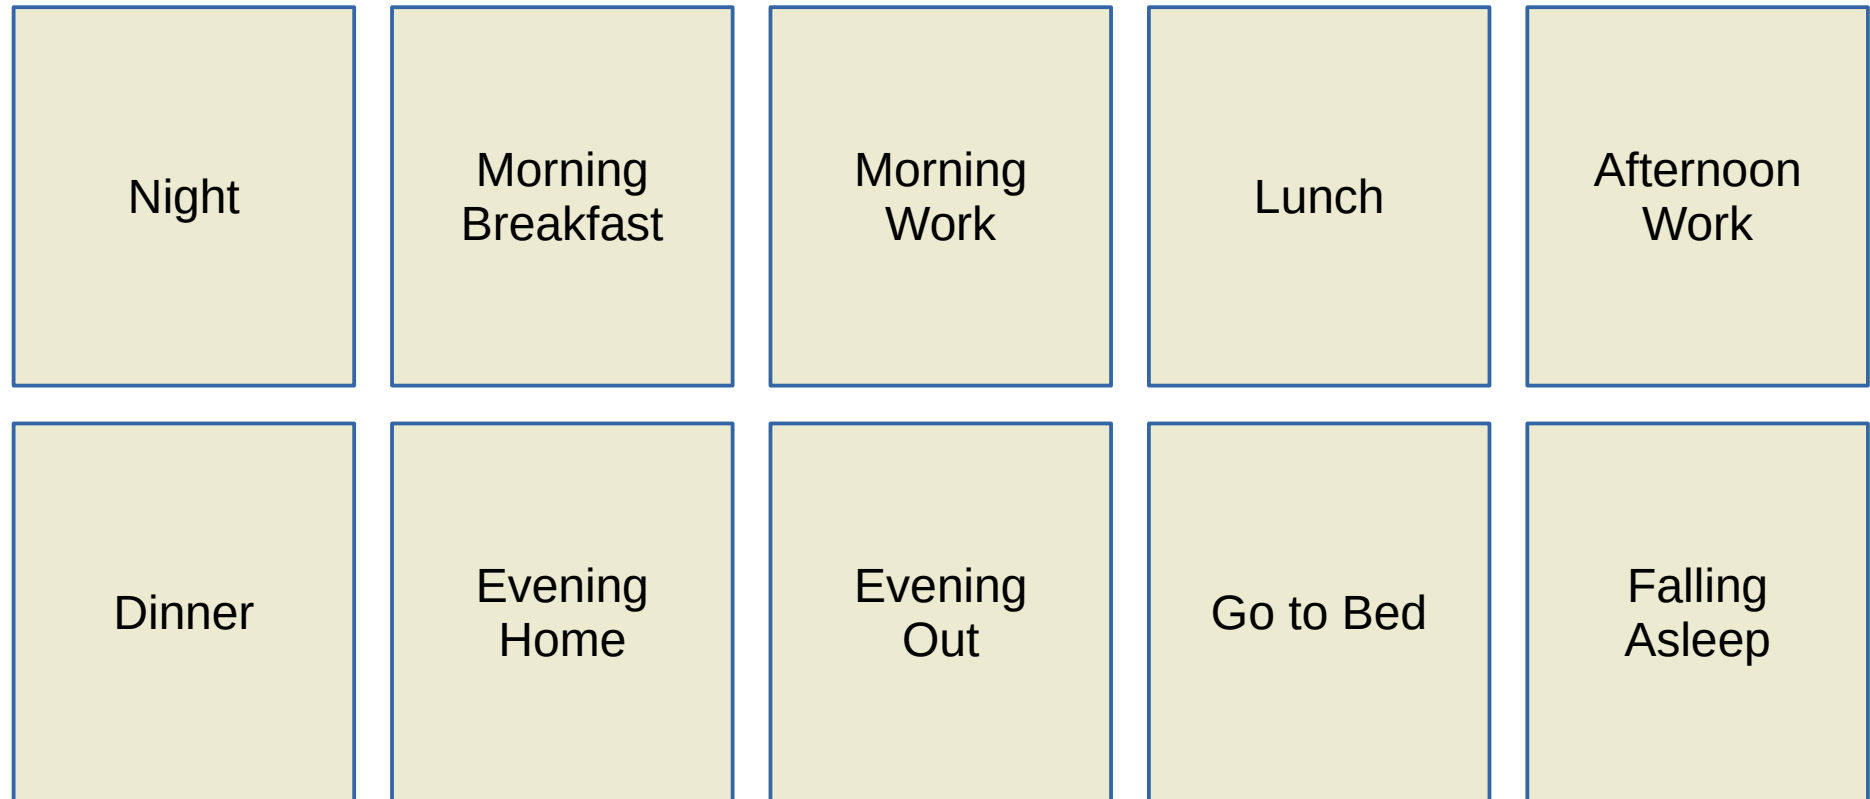 Night
Morning
Breakfast
Morning
Work
Lunch
Afternoon
Work
Dinner
Evening
Home
Evening
Out
Go to Bed
Falling
Asleep